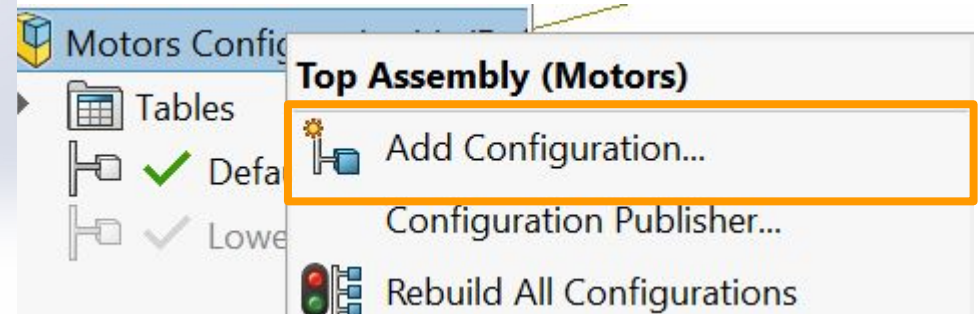 Motors Config
Top Assembly (Motors)
Tables
Add Configuration...
Defa
Lowe
Configuration Publisher...
Rebuild All Configurations